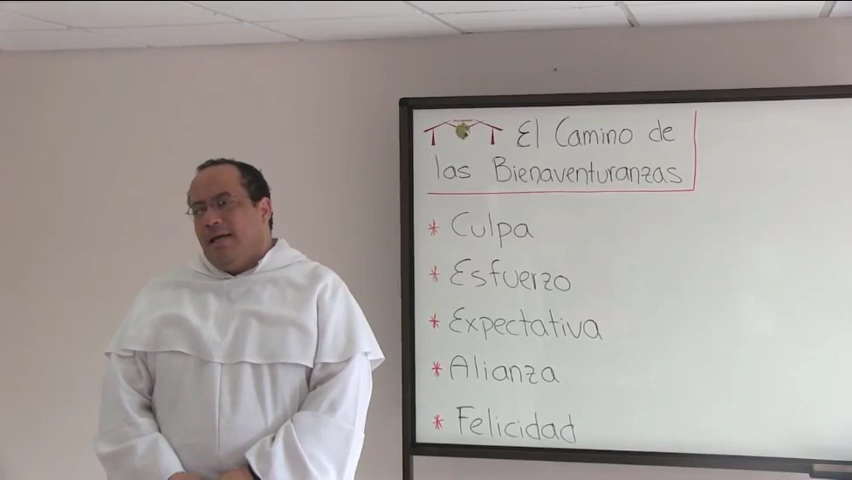 El Camino de
las Bienaventuranzas
* Culpa
* Esfuerzo
* Expectativa
* Alianza
* Felicidad